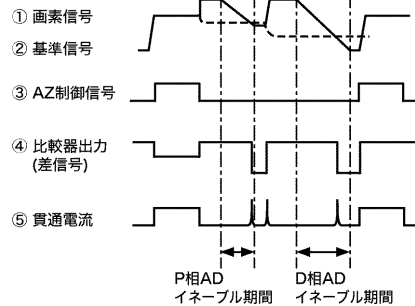 ① 画素信号
② 基準信号
③ AZ制御信号
④ 比較器出力
(差信号)
⑤ 貫通電流
P相AD
イネーブル期間
D相AD
イネーブル期間